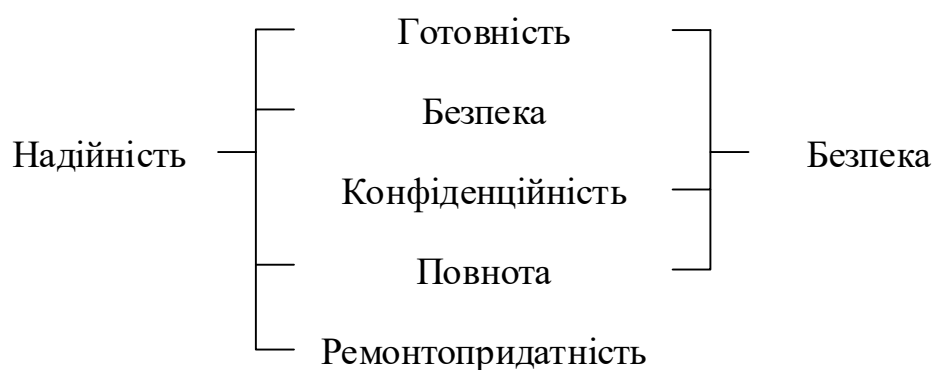 Готовність
Безпека
Надійність
Безпека
Конфіденційність
Повнота
Ремонтопридатність